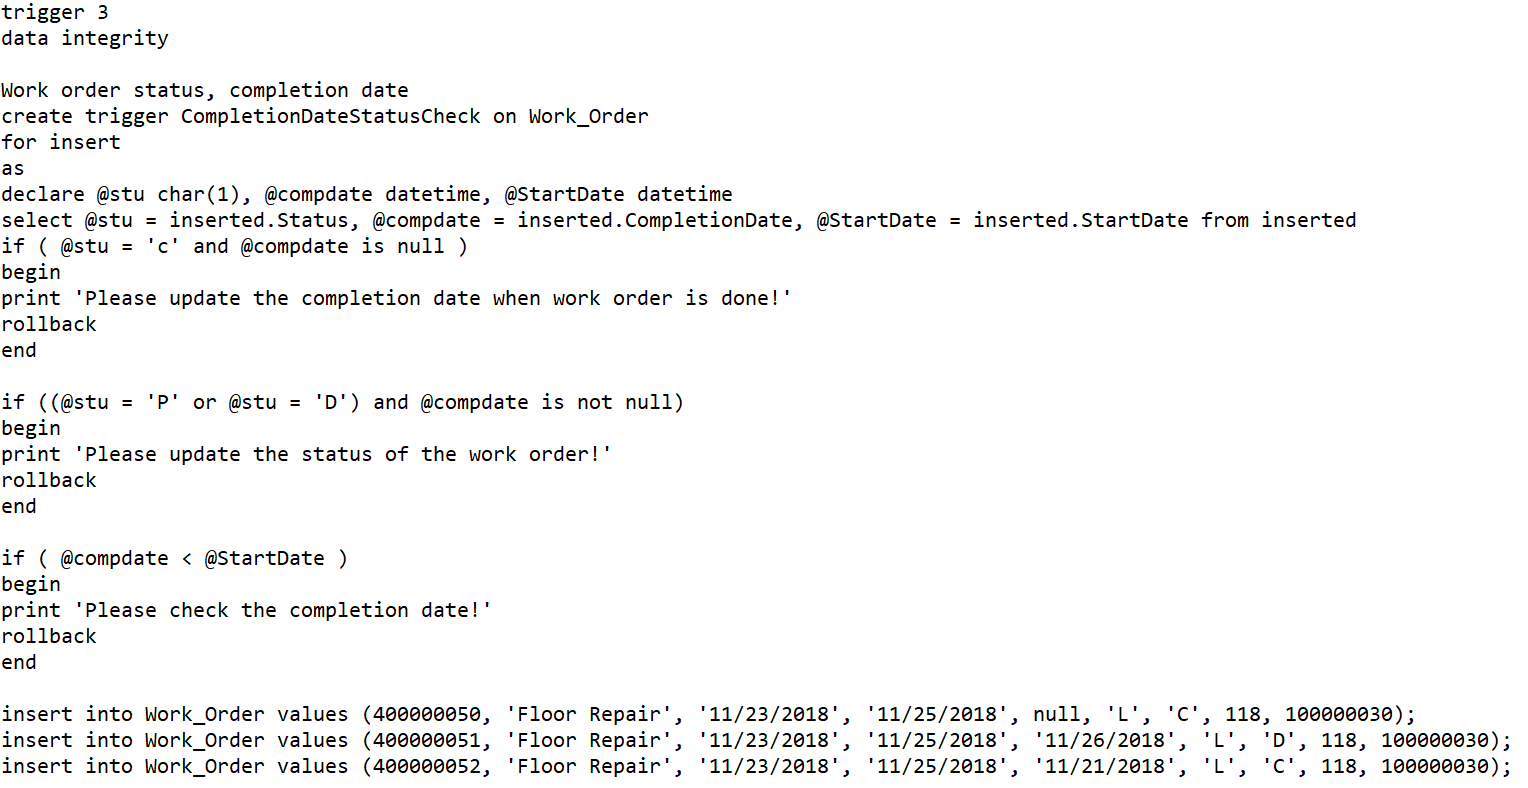 trigger 3
data integrity
Work order status, completion date
create trigger CompletionDateStatusCheck on Work_Order
for insert
as
declare @stu char(1), @compdate datetime, @StartDate datetime
select @stu = inserted.Status, @compdate = inserted.CompletionDate, @StartDate = inserted.StartDate from inserted
if ( @stu = 'c' and @compdate is null )
begin
print 'Please update the completion date when work order is done!'
rollback
end
if ((@stu = 'P' or @stu = 'D') and @compdate is not null)
begin
print 'Please update the status of the work order!'
rollback
end
if ( @compdate < @StartDate )
begin
print 'Please check the completion date!'
rollback
end
insert into Work_Order values (400000050, 'Floor Repair', '11/23/2018', '11/25/2018', null, 'L', 'C', 118, 100000030);
insert into Work_Order values (400000051, 'Floor Repair', '11/23/2018', '11/25/2018', '11/26/2018', 'L', 'D', 118, 100000030);
insert into Work_Order values (400000052, 'Floor Repair', '11/23/2018', '11/25/2018', '11/21/2018', 'L', 'C', 118, 100000030);